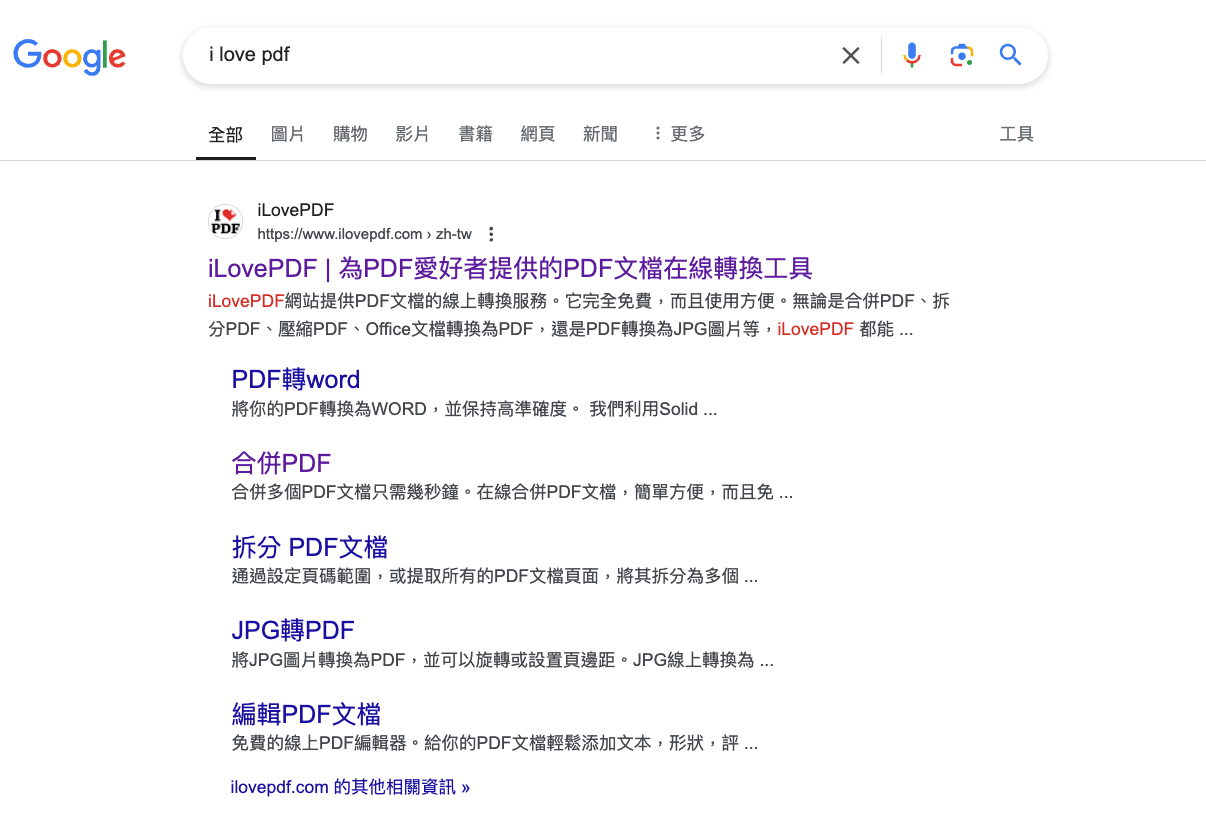 Google
i love pdf
全部 圖片 購物 影片 書籍 網頁 新聞 ⋮ 更多 工具
I PDF
iLovePDF
https://www.ilovepdf.com › zh-tw
iLovePDF | 為PDF愛好者提供的PDF文檔在線轉換工具
iLovePDF網站提供PDF文檔的線上轉換服務。它完全免費，而且使用方便。無論是合併PDF、拆
分PDF、壓縮PDF、Office文檔轉換為PDF，還是PDF轉換為JPG圖片等，iLovePDF 都能 ...
PDF轉word
將你的PDF轉換為WORD，並保持高準確度。 我們利用Solid ...
合併PDF
合併多個PDF文檔只需幾秒鐘。在線合併PDF文檔，簡單方便，而且免 ...
拆分 PDF文檔
通過設定頁碼範圍，或提取所有的PDF文檔頁面，將其拆分為多個 ...
JPG轉PDF
將JPG圖片轉換為PDF，並可以旋轉或設置頁邊距。JPG線上轉換為 ...
編輯PDF文檔
免費的線上PDF編輯器。給你的PDF文檔輕鬆添加文本，形狀，評 ...
ilovepdf.com 的其他相關資訊 »